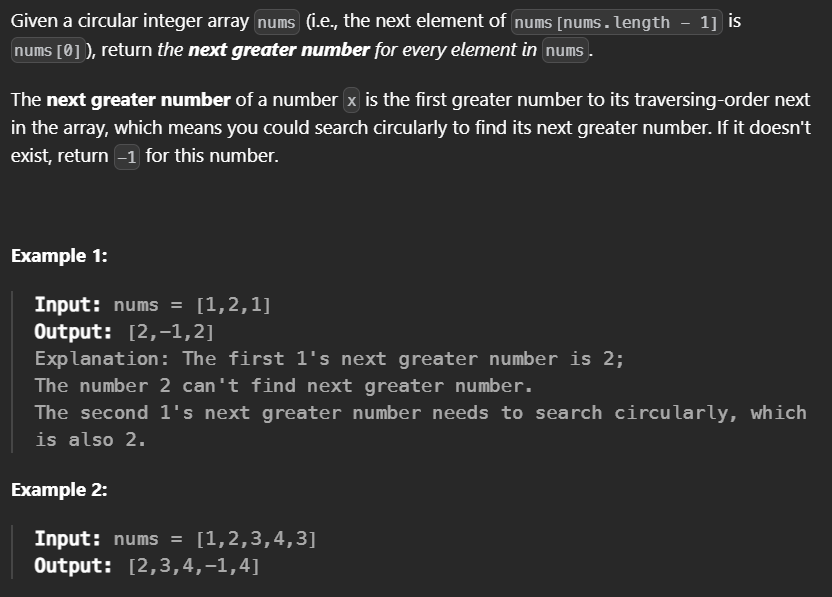 Given a circular integer array nums (i.e., the next element of nums[nums.length - 1] is
nums[0]), return the next greater number for every element in nums.
The next greater number of a number x is the first greater number to its traversing-order next
in the array, which means you could search circularly to find its next greater number. If it doesn't
exist, return -1 for this number.
Example 1:
Input: nums = [1,2,1]
Output: [2,-1,2]
Explanation: The first 1's next greater number is 2;
The number 2 can't find next greater number.
The second 1's next greater number needs to search circularly, which
is also 2.
Example 2:
Input: nums = [1,2,3,4,3]
Output: [2,3,4,-1,4]